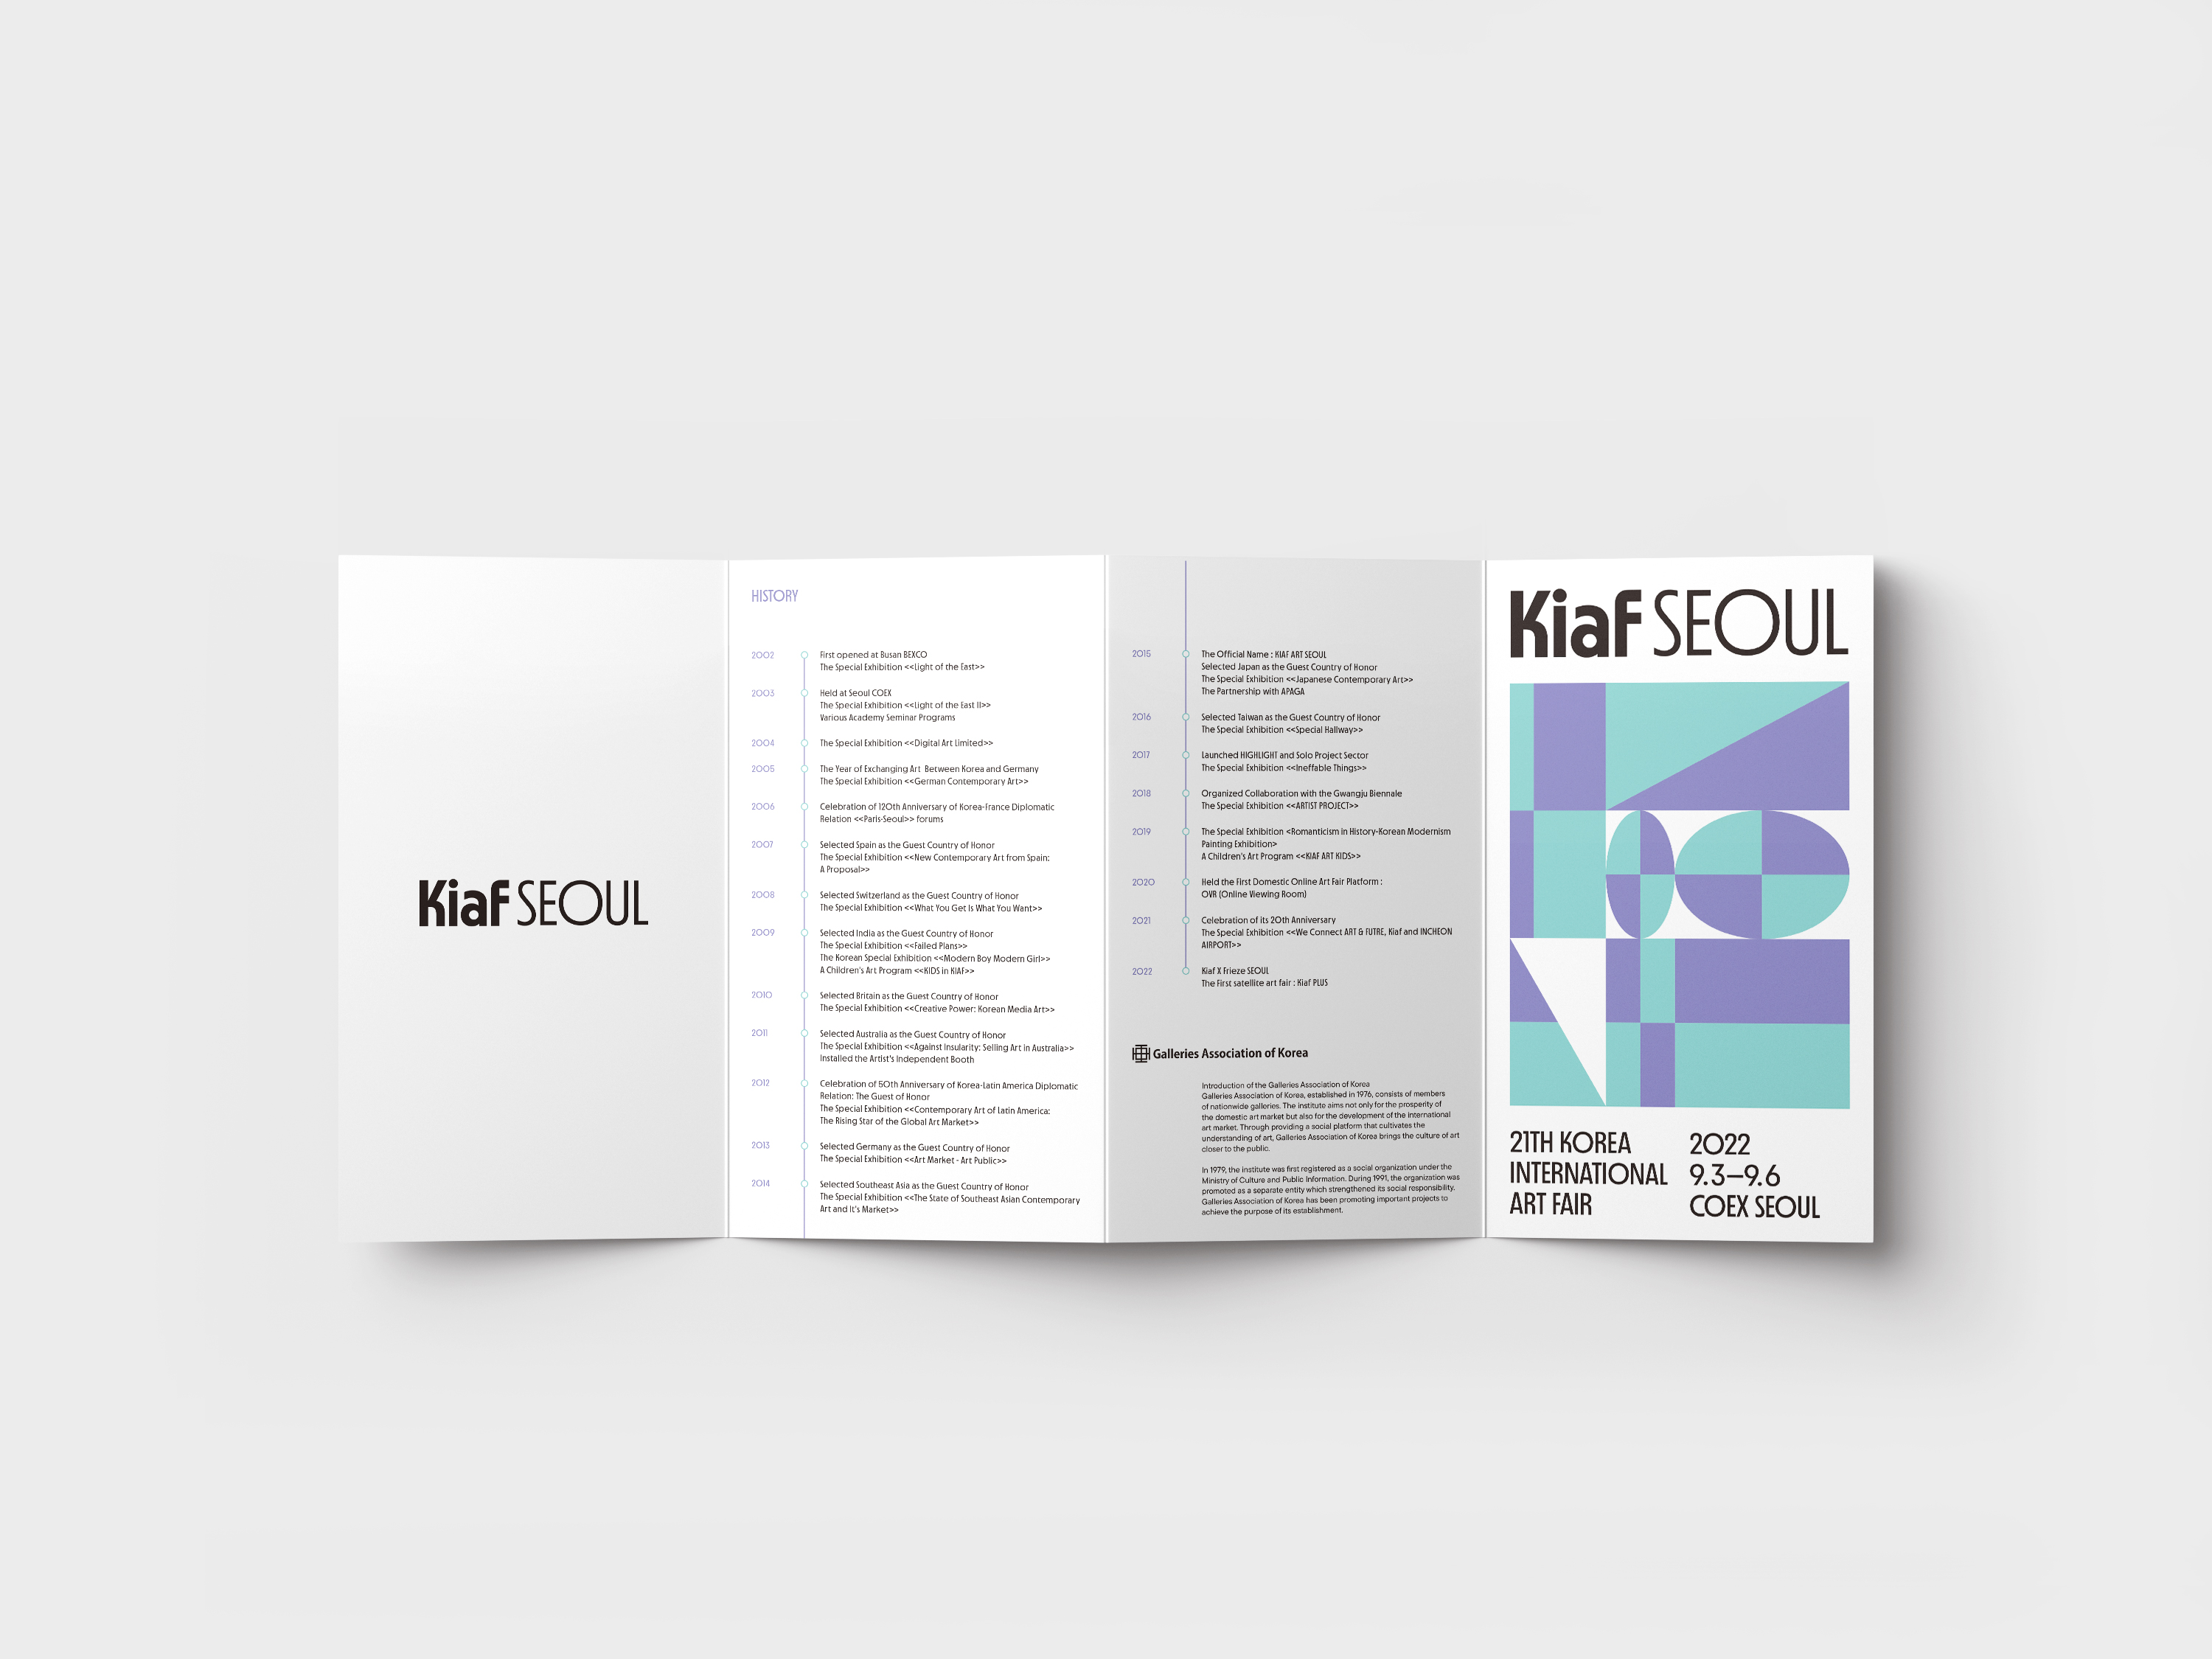 Kiaf SEOUL
HISTORY
2002
First opened at Busan BEXCO
The Special Exhibition <<Light of the East>>
2003
Held at Seoul COEX
The Special Exhibition <<Light of the East II>>
Various Academy Seminar Programs
2004
The Special Exhibition <<Digital Art Limited>>
2005
The Year of Exchanging Art Between Korea and Germany
The Special Exhibition <<German Contemporary Art>>
2006
Celebration of 120th Anniversary of Korea-France Diplomatic
Relation <<Paris-Seoul>> forums
2007
Selected Spain as the Guest Country of Honor
The Special Exhibition <<New Contemporary Art from Spain:
A Proposal>>
2008
Selected Switzerland as the Guest Country of Honor
The Special Exhibition <<What You Get Is What You Want>>
2009
Selected India as the Guest Country of Honor
The Special Exhibition <<Failed Plans>>
The Korean Special Exhibition <<Modern Boy Modern Girl>>
A Children's Art Program <<KIDS in KIAF>>
2010
Selected Britain as the Guest Country of Honor
The Special Exhibition <<Creative Power: Korean Media Art>>
2011
Selected Australia as the Guest Country of Honor
The Special Exhibition <<Against Insularity: Selling Art in Australia>>
Installed the Artist's Independent Booth
2012
Celebration of 50th Anniversary of Korea-Latin America Diplomatic
Relation: The Guest of Honor
The Special Exhibition <<Contemporary Art of Latin America:
The Rising Star of the Global Art Market>>
2013
Selected Germany as the Guest Country of Honor
The Special Exhibition <<Art Market - Art Public>>
2014
Selected Southeast Asia as the Guest Country of Honor
The Special Exhibition <<The State of Southeast Asian Contemporary
Art and It's Market>>
2015
The Official Name : KIAF ART SEOUL
Selected Japan as the Guest Country of Honor
The Special Exhibition <<Japanese Contemporary Art>>
The Partnership with APAGA
2016
Selected Taiwan as the Guest Country of Honor
The Special Exhibition <<Special Hallway>>
2017
Launched HIGHLIGHT and Solo Project Sector
The Special Exhibition <<Ineffable Things>>
2018
Organized Collaboration with the Gwangju Biennale
The Special Exhibition <<ARTIST PROJECT>>
2019
The Special Exhibition <Romanticism in History-Korean Modernism
Painting Exhibition>
A Children's Art Program <<KIAF ART KIDS>>
2020
Held the First Domestic Online Art Fair Platform :
OVR (Online Viewing Room)
2021
Celebration of its 20th Anniversary
The Special Exhibition <<We Connect ART & FUTRE, Kiaf and INCHEON
AIRPORT>>
2022
Kiaf X Frieze SEOUL
The First satellite art fair : Kiaf PLUS
Galleries Association of Korea
Introduction of the Galleries Association of Korea
Galleries Association of Korea, established in 1976, consists of members
of nationwide galleries. The institute aims not only for the prosperity of
the domestic art market but also for the development of the international
art market. Through providing a social platform that cultivates the
understanding of art, Galleries Association of Korea brings the culture of art
closer to the public.
In 1979, the institute was first registered as a social organization under the
Ministry of Culture and Public Information. During 1991, the organization was
promoted as a separate entity which strengthened its social responsibility.
Galleries Association of Korea has been promoting important projects to
achieve the purpose of its establishment.
Kiaf SEOUL
21TH KOREA
INTERNATIONAL
ART FAIR
2022
9.3–9.6
COEX SEOUL